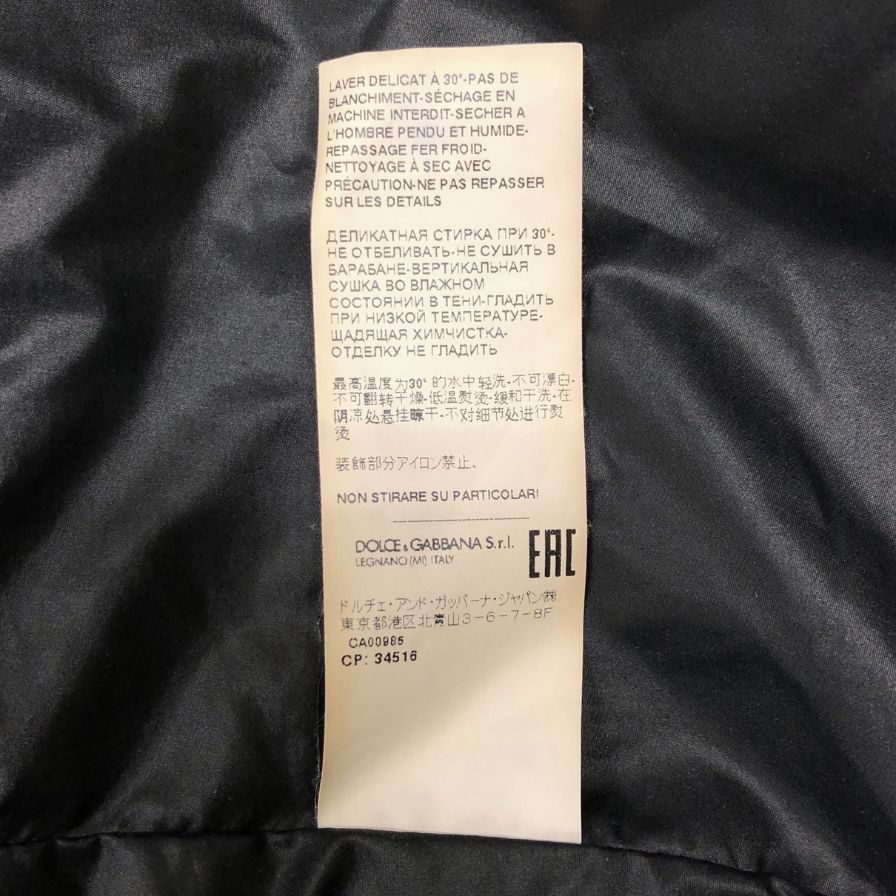 LAVER DELICAT À 30°-PAS DE
BLANCHIMENT-SÉCHAGE EN
MACHINE INTERDIT-SECHER A
L'HOMBRE PENDU ET HUMIDE-
REPASSAGE FER FROID-
NETTOYAGE À SEC AVEC
PRÉCAUTION-NE PAS REPASSER
SUR LES DETAILS
ДЕЛИКАТНАЯ СТИРКА ПРИ 30°-
НЕ ОТБЕЛИВАТЬ-НЕ СУШИТЬ В
БАРАБАНЕ-ВЕРТИКАЛЬНАЯ
СУШКА ВО ВЛАЖНОМ
СОСТОЯНИИ В ТЕНИ-ГЛАДИТЬ
ПРИ НИЗКОЙ ТЕМПЕРАТУРЕ-
ЩАДЯЩАЯ ХИМЧИСТКА-
ОТДЕЛКУ НЕ ГЛАДИТЬ
最高温度为30° 的水中轻洗-不可漂白-
不可翻转干燥-低温熨烫-缓和干洗-在
阴凉处悬挂晾干-不对细节处进行熨
烫
装飾部分アイロン禁止。
NON STIRARE SU PARTICOLARI
DOLCE & GABBANA S.r.l.
LEGNANO (MI) ITALY
EAC
ドルチェ・アンド・ガッバーナ・ジャパン㈱
東京都港区北青山3-6-7-8F
CA00985
CP: 34516